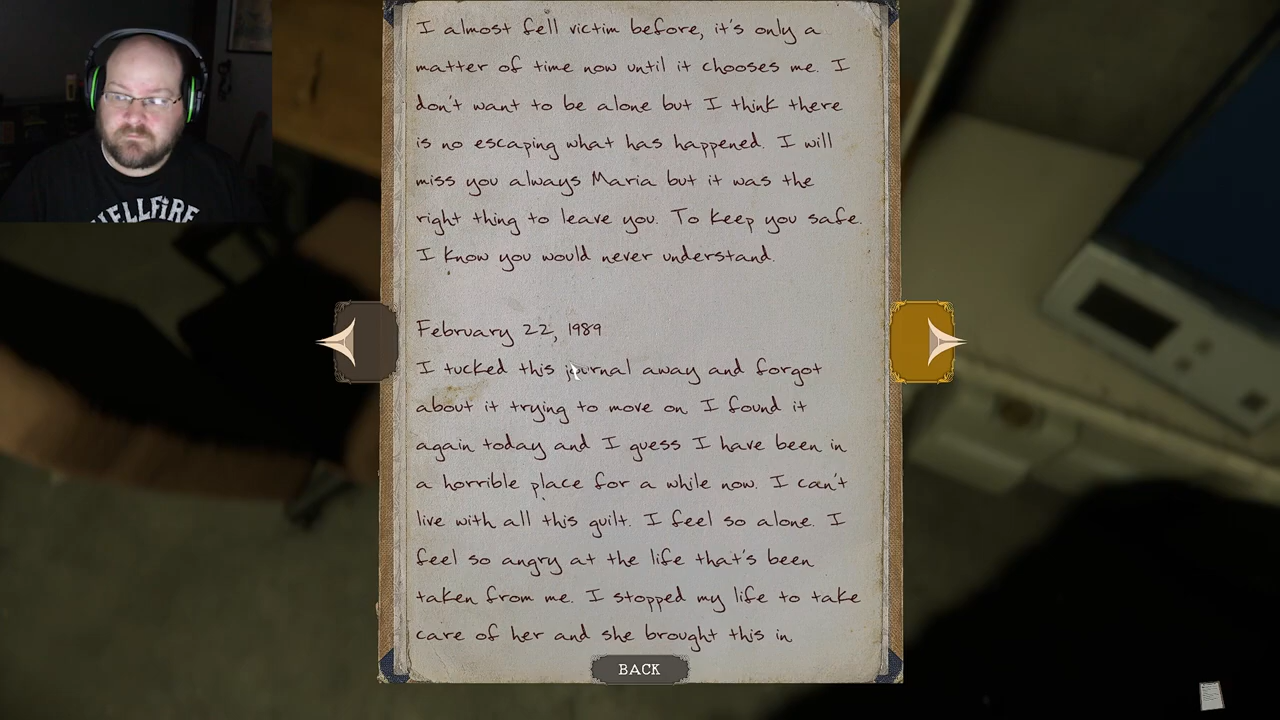 I almost fell victim before, it's only a
matter of time now until it chooses me. I
don't want to be alone but I think there
is no escaping what has happened. I will
miss you always Maria but it was the
right thing to leave you. To keep you safe.
I know you would never understand.
February 22, 1989
I tucked this journal away and forgot
about it trying to move on I found it
again today and I guess I have been in
a horrible place for a while now. I can't
live with all this guilt. I feel so alone. I
feel so angry at the life that's been
taken from me. I stopped my life to take
care of her and she brought this in
BACK
HELLFIRE